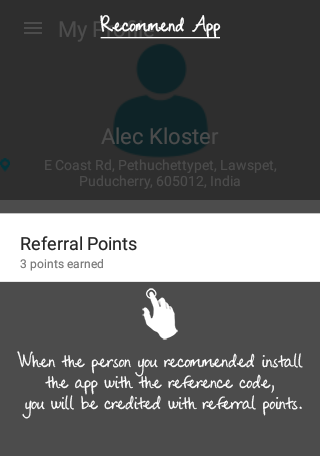 Recommend App
My Profile
Alec Kloster
E Coast Rd, Pethuchettypet, Lawspet,
Puducherry, 605012, India
Referral Points
3 points earned
When the person you recommended install
the app with the reference code,
you will be credited with referral points.